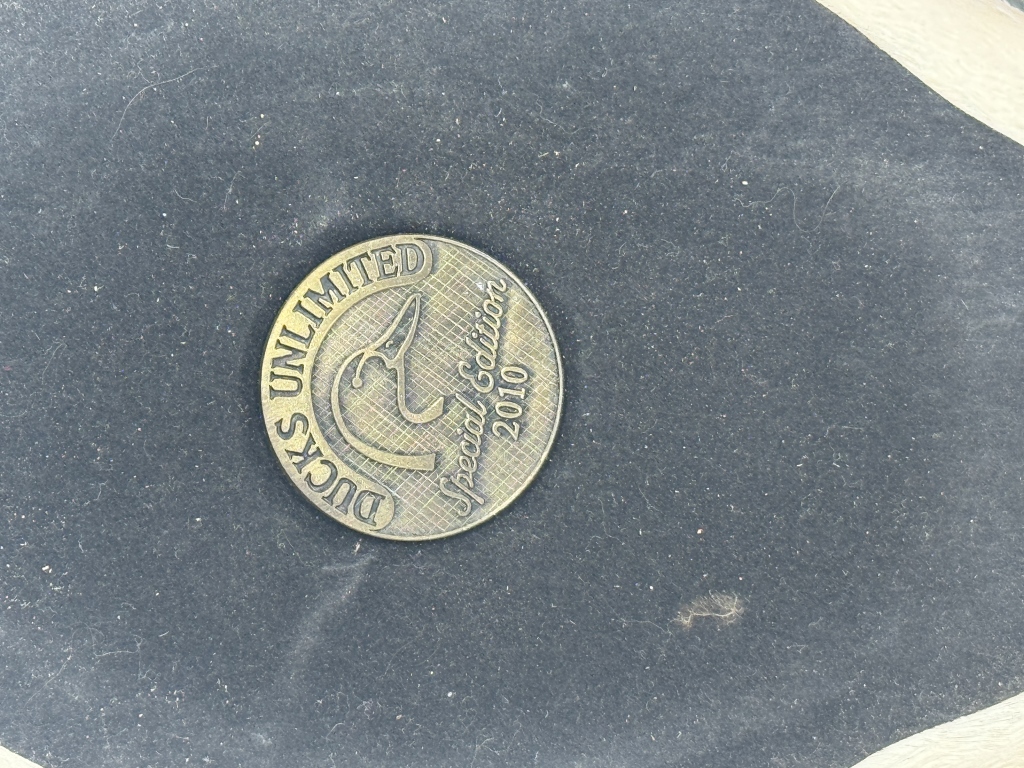 DUCKS UNLIMITED
Special Edition
2010